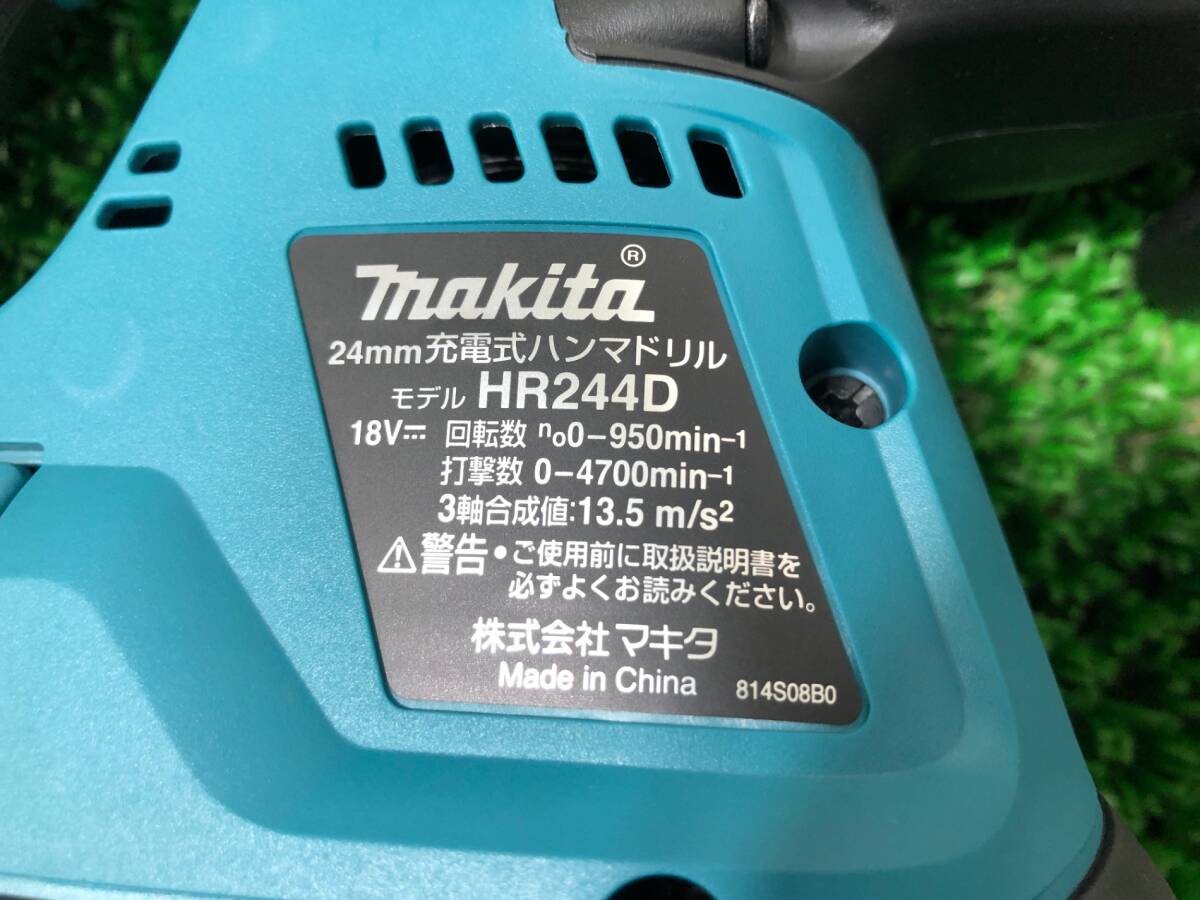 makita®
24mm充電式ハンマドリル
モデル HR244D
18V⎓ 回転数 n₀0-950min-1
打撃数 0-4700min-1
3軸合成値:13.5 m/s2
⚠警告・ご使用前に取扱説明書を
必ずよくお読みください。
株式会社マキタ
Made in China 814S08B0